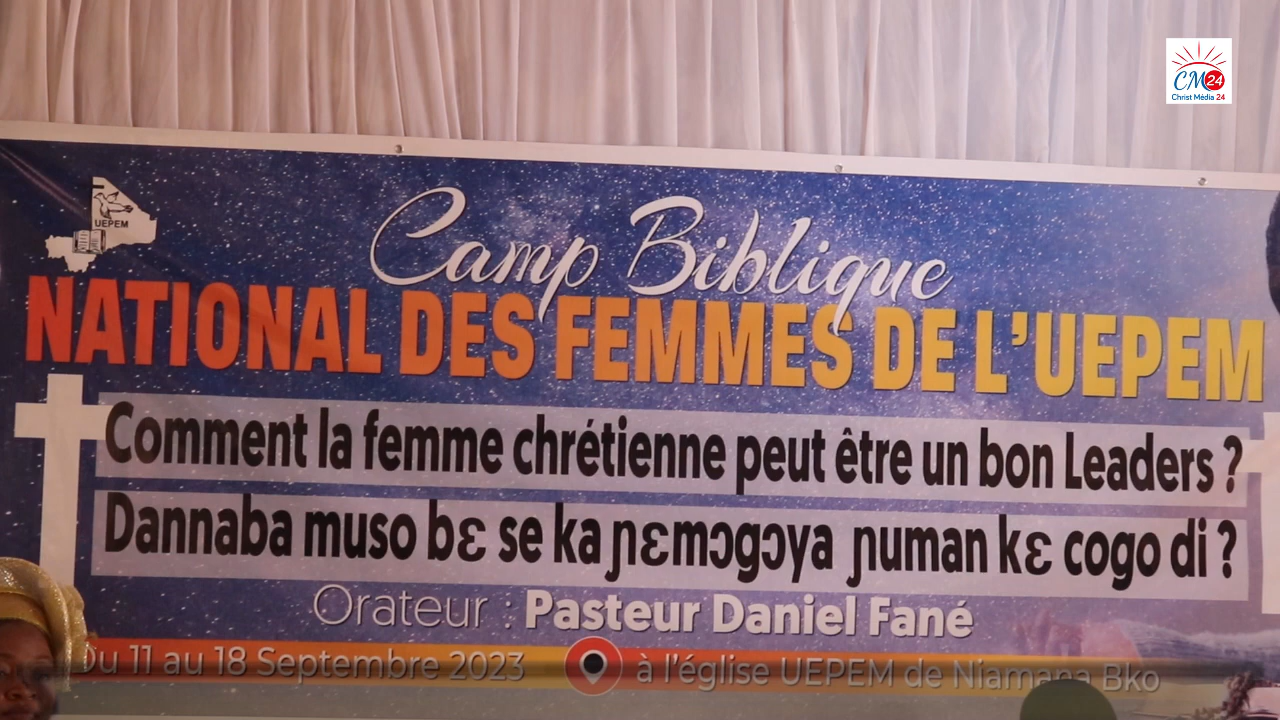 CM24
Christ Média 24
UEPEM
Camp Biblique
NATIONAL DES FEMMES DE L'UEPEM
Comment la femme chrétienne peut être un bon Leaders ?
Dannaba muso bɛ se ka ɲɛmɔgɔya ɲuman kɛ cogo di ?
Orateur : Pasteur Daniel Fané
Du 11 au 18 Septembre 2023 à l'église UEPEM de Niamana Bko